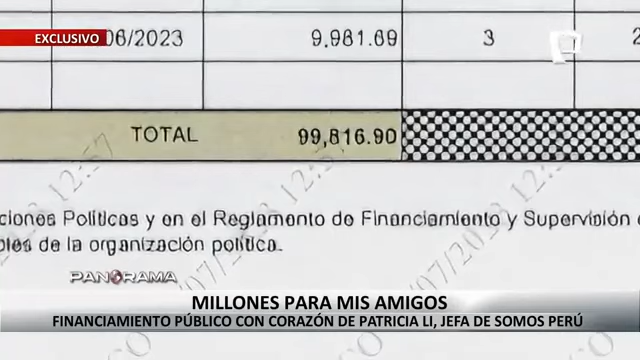 EXCLUSIVO
06/2023 9,981.69 3 2
TOTAL 99,816.90
ciones Políticas y en el Reglamento de Financiamiento y Supervisión
bles de la organización política.
PANORAMA
MILLONES PARA MIS AMIGOS
FINANCIAMIENTO PÚBLICO CON CORAZÓN DE PATRICIA LI, JEFA DE SOMOS PERÚ